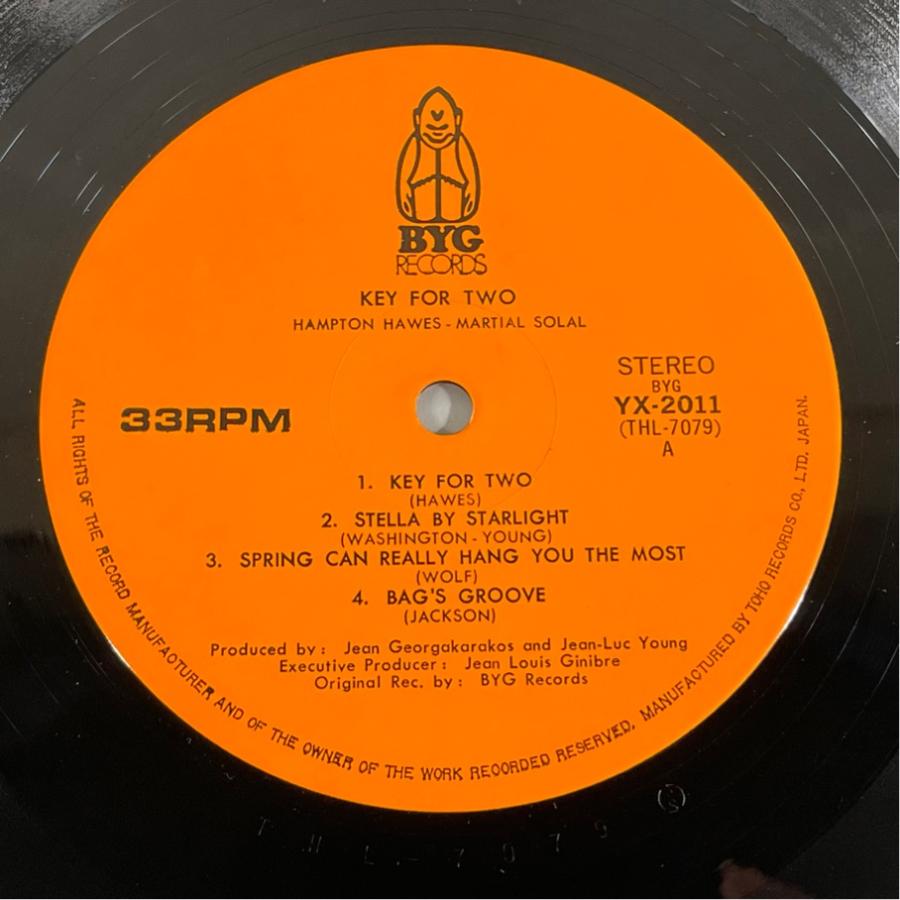 BYG
RECORDS
KEY FOR TWO
HAMPTON HAWES - MARTIAL SOLAL
33RPM
STEREO
BYG
YX-2011
(THL-7079)
A
1. KEY FOR TWO
(HAWES)
2. STELLA BY STARLIGHT
(WASHINGTON - YOUNG)
3. SPRING CAN REALLY HANG YOU THE MOST
(WOLF)
4. BAG'S GROOVE
(JACKSON)
Produced by : Jean Georgakarakos and Jean-Luc Young
Executive Producer : Jean Louis Ginibre
Original Rec. by : BYG Records
ALL RIGHTS OF THE RECORD MANUFACTURER AND OF THE OWNER OF THE WORK RECORDED RESERVED. MANUFACTURED BY TOHO RECORDS CO., LTD. JAPAN.
THL-7079 S